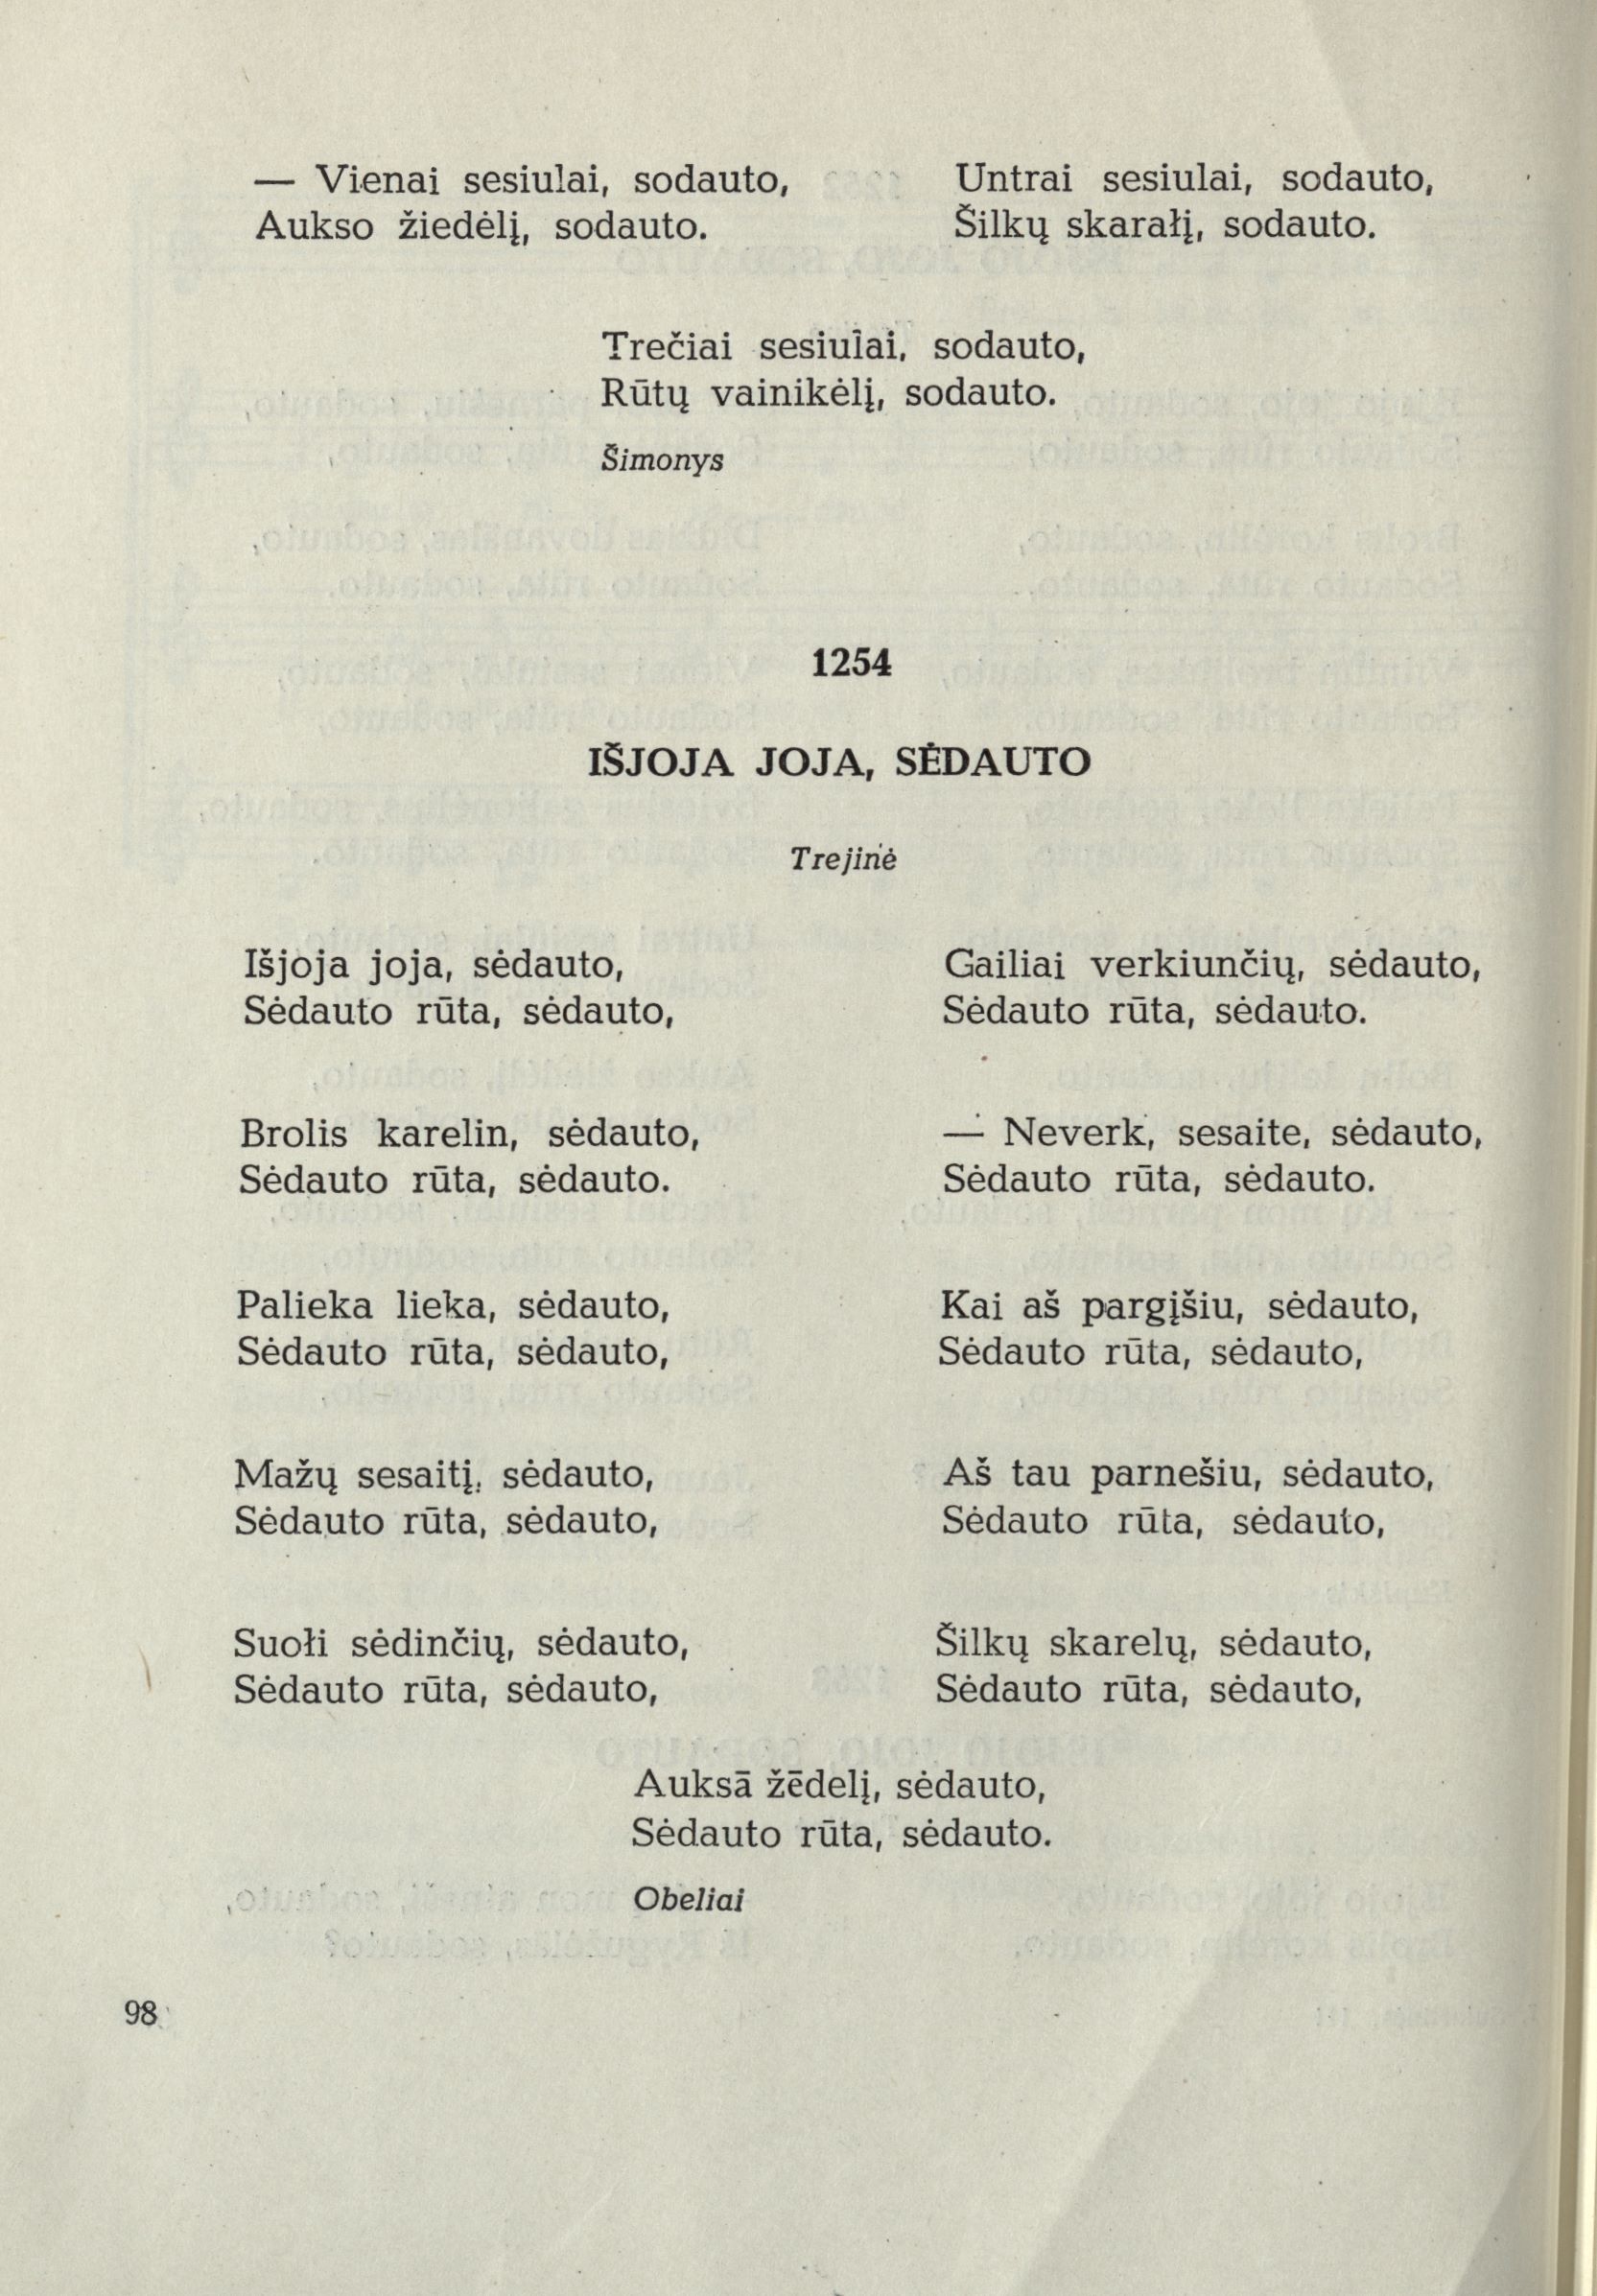 — Vienai sesiulai, sodauto,
Aukso žiedėlį, sodauto.
Untrai sesiulai, sodauto,
Šilkų skarałį, sodauto.
Trečiai sesiulai, sodauto,
Rūtų vainikėlį, sodauto.
Šimonys
1254
IŠJOJA JOJA, SĖDAUTO
Trejinė
Išjoja joja, sėdauto,
Sėdauto rūta, sėdauto,
Brolis karelin, sėdauto,
Sėdauto rūta, sėdauto.
Palieka lieka, sėdauto,
Sėdauto rūta, sėdauto,
Mažų sesaitį, sėdauto,
Sėdauto rūta, sėdauto,
Suołi sėdinčių, sėdauto,
Sėdauto rūta, sėdauto,
Gailiai verkiunčių, sėdauto,
Sėdauto rūta, sėdauto.
— Neverk, sesaite, sėdauto,
Sėdauto rūta, sėdauto.
Kai aš pargįšiu, sėdauto,
Sėdauto rūta, sėdauto,
Aš tau parnešiu, sėdauto,
Sėdauto rūta, sėdauto,
Šilkų skarelų, sėdauto,
Sėdauto rūta, sėdauto,
Auksā žēdelį, sėdauto,
Sėdauto rūta, sėdauto.
Obeliai
98